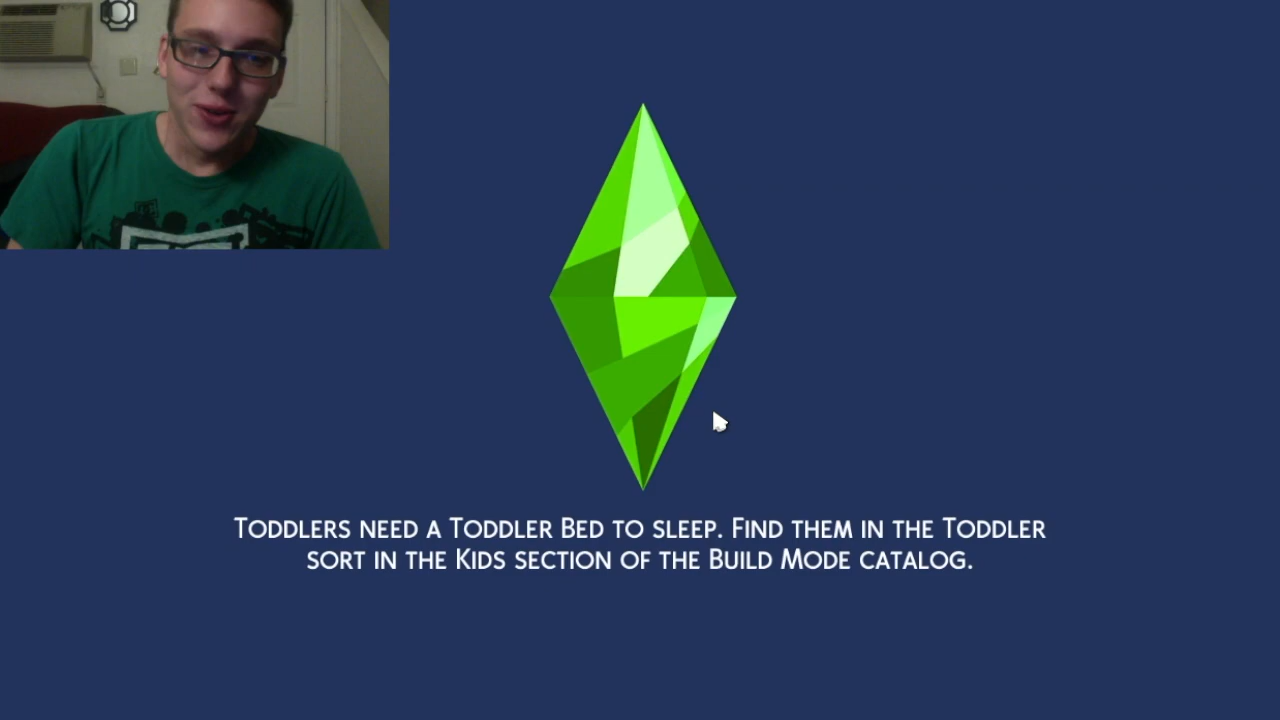 Toddlers need a Toddler Bed to sleep. Find them in the Toddler
sort in the Kids section of the Build Mode catalog.